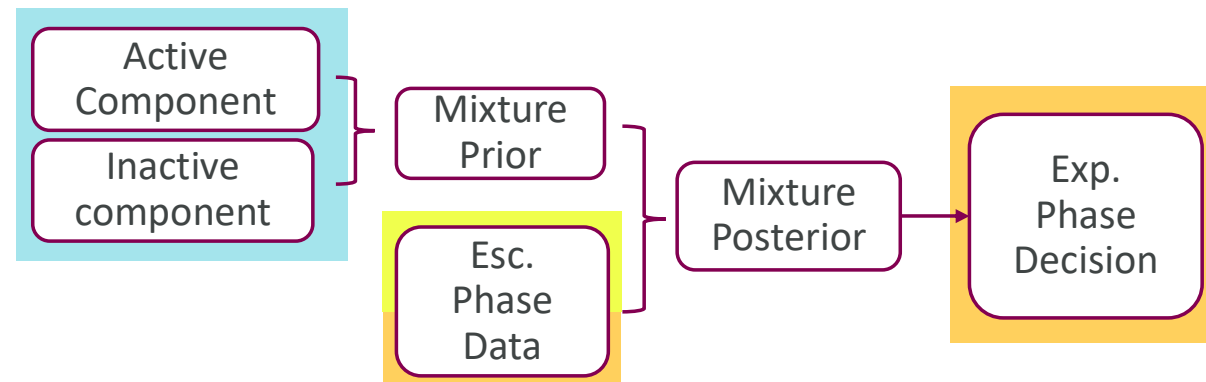 Active
Component
Inactive
component
Mixture
Prior
Esc.
Phase
Data
Mixture
Posterior
Exp.
Phase
Decision